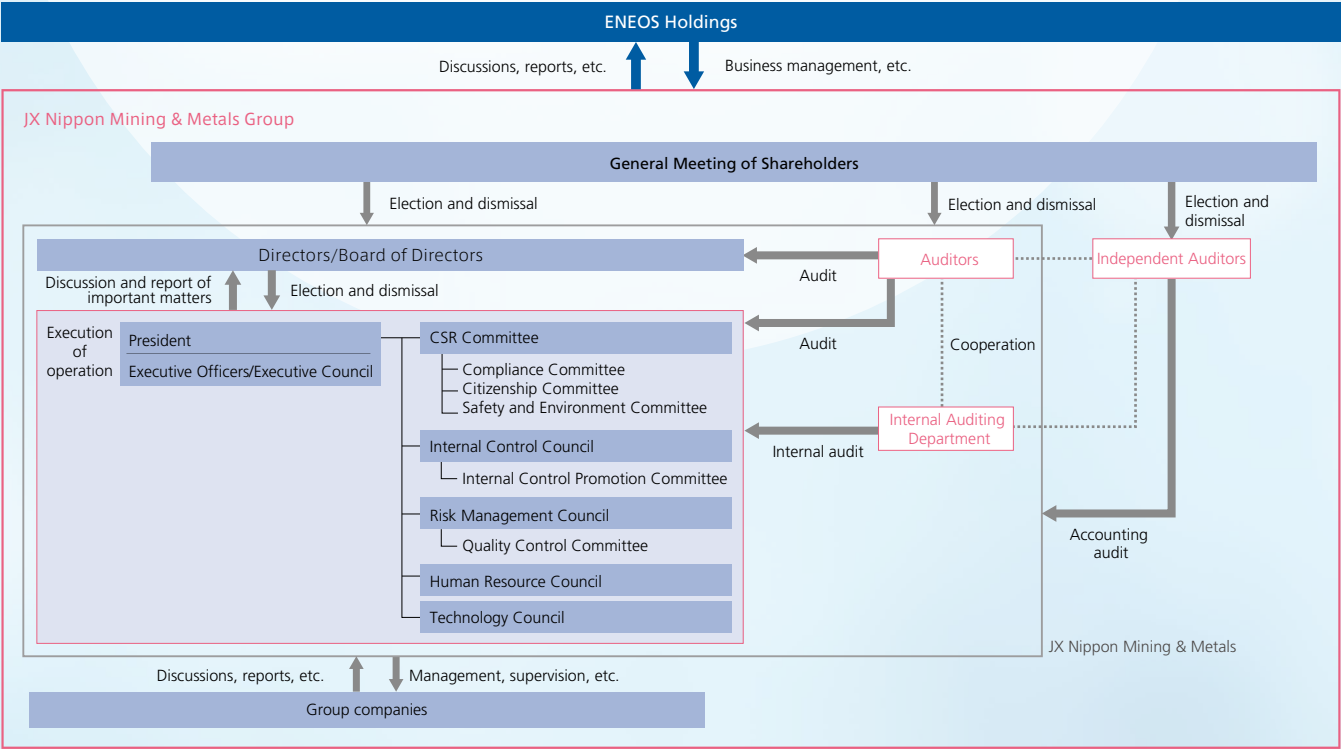 ENEOS Holdings
Discussions, reports, etc.
Business management, etc.
JX Nippon Mining & Metals Group
General Meeting of Shareholders
Election and dismissal
Election and dismissal
Election and
dismissal
Directors/Board of Directors
Audit
Auditors
Independent Auditors
Discussion and report of
important matters
Election and dismissal
Execution
of
operation
President
Executive Officers/Executive Council
CSR Committee
Compliance Committee
Citizenship Committee
Safety and Environment Committee
Audit
Cooperation
Internal Control Council
Internal Control Promotion Committee
Internal audit
Internal Auditing
Department
Risk Management Council
Quality Control Committee
Accounting
audit
Human Resource Council
Technology Council
JX Nippon Mining & Metals
Discussions, reports, etc.
Management, supervision, etc.
Group companies